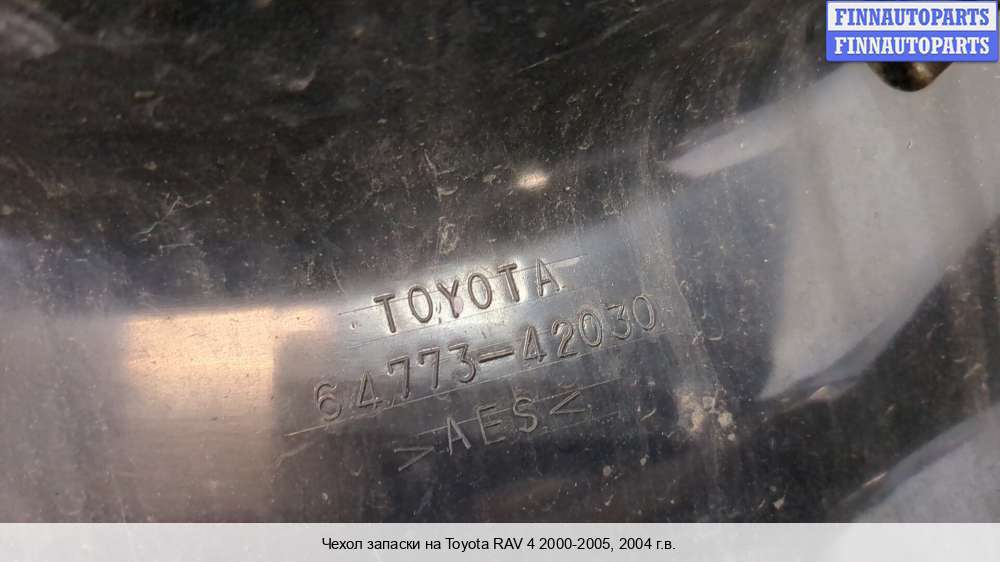 FINNAUTOPARTS
FINNAUTOPARTS
TOYOTA
64773-42030
>AES<
Чехол запаски на Toyota RAV 4 2000-2005, 2004 г.в.